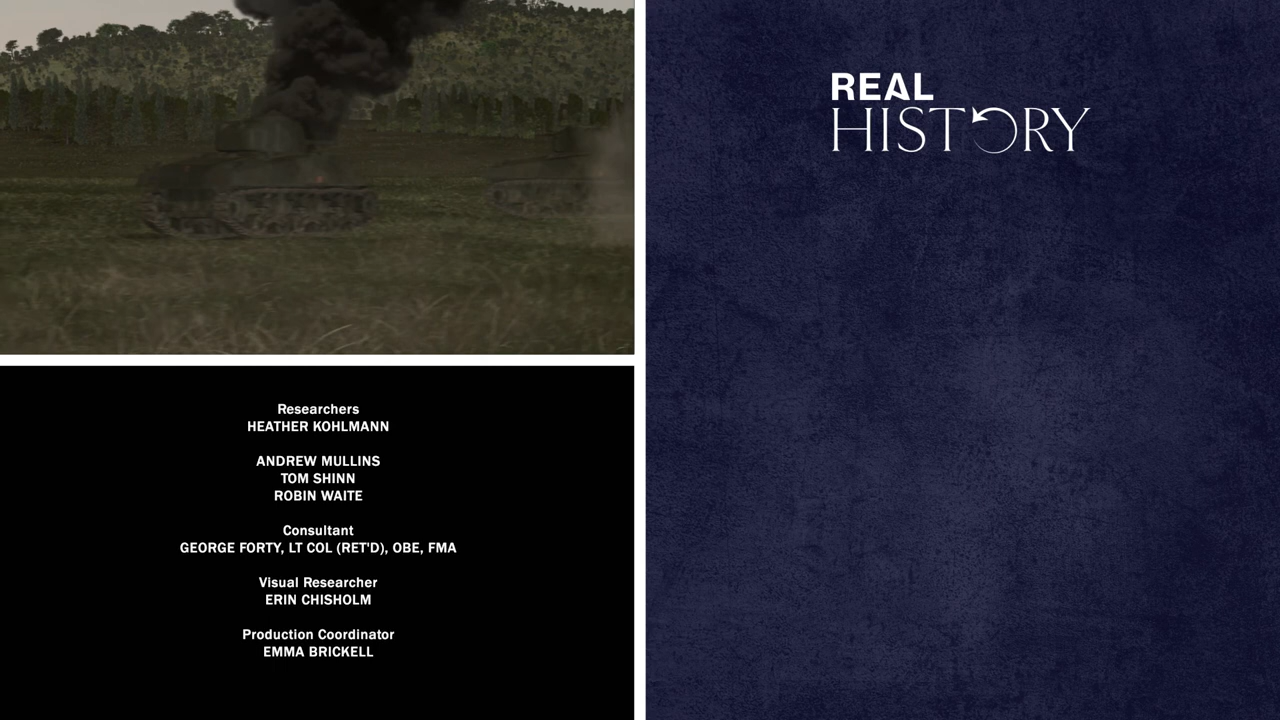 REAL
HISTORY
Researchers
HEATHER KOHLMANN
ANDREW MULLINS
TOM SHINN
ROBIN WAITE
Consultant
GEORGE FORTY, LT COL (RET'D), OBE, FMA
Visual Researcher
ERIN CHISHOLM
Production Coordinator
EMMA BRICKELL